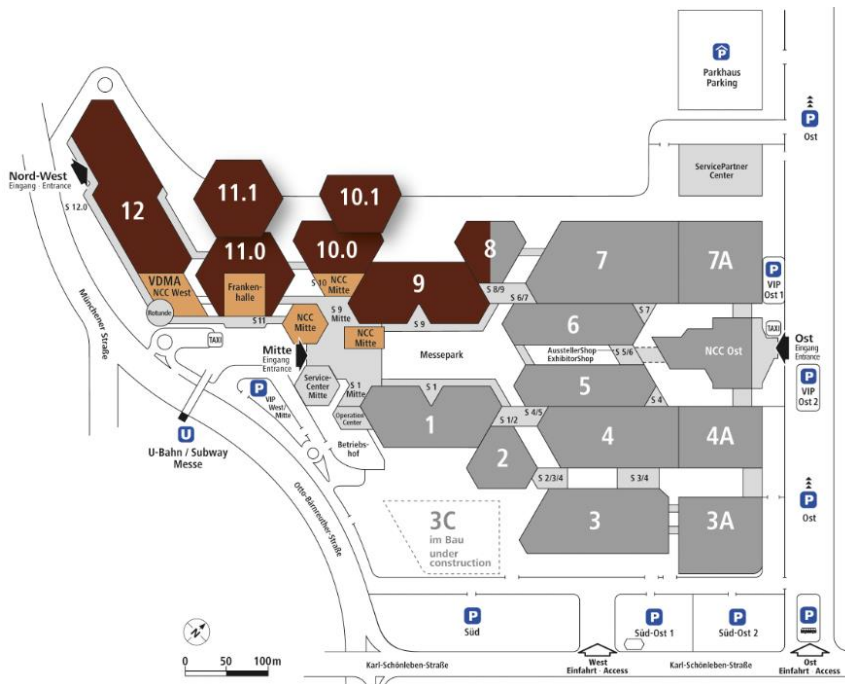 P
Parkhaus
Parking
P
Ost
ServicePartner
Center
Nord-West
Eingang · Entrance
S 12.0
12
11.1
10.1
11.0
10.0
9
8
7
7A
VDMA
NCC West
Franken-
halle
S 10
NCC
Mitte
S 8/9
S 6/7
P
VIP
Ost 1
Rotunde
S 11
NCC
Mitte
S 9
Mitte
NCC
Mitte
S 9
S 7
6
TAXI
Mitte
Eingang
Entrance
Messepark
AusstellerShop
ExhibitorShop
S 5/6
NCC Ost
TAXI
Ost
Eingang
Entrance
Münchener Straße
Service-
Center
Mitte
P
VIP
West/
Mitte
S 1
Mitte
S 1
5
S 4
P
VIP
Ost 2
Operation
Center
1
S 1/2
S 4/5
4
4A
U
U-Bahn / Subway
Messe
Betriebs-
hof
2
S 2/3/4
S 3/4
Otto-Bärnreuther-Straße
3C
im Bau
under
construction
3
3A
P
Ost
N
P
Süd
P
Süd-Ost 1
P
Süd-Ost 2
P
0 50 100m
Karl-Schönleben-Straße
West
Einfahrt · Access
Karl-Schönleben-Straße
Ost
Einfahrt · Access